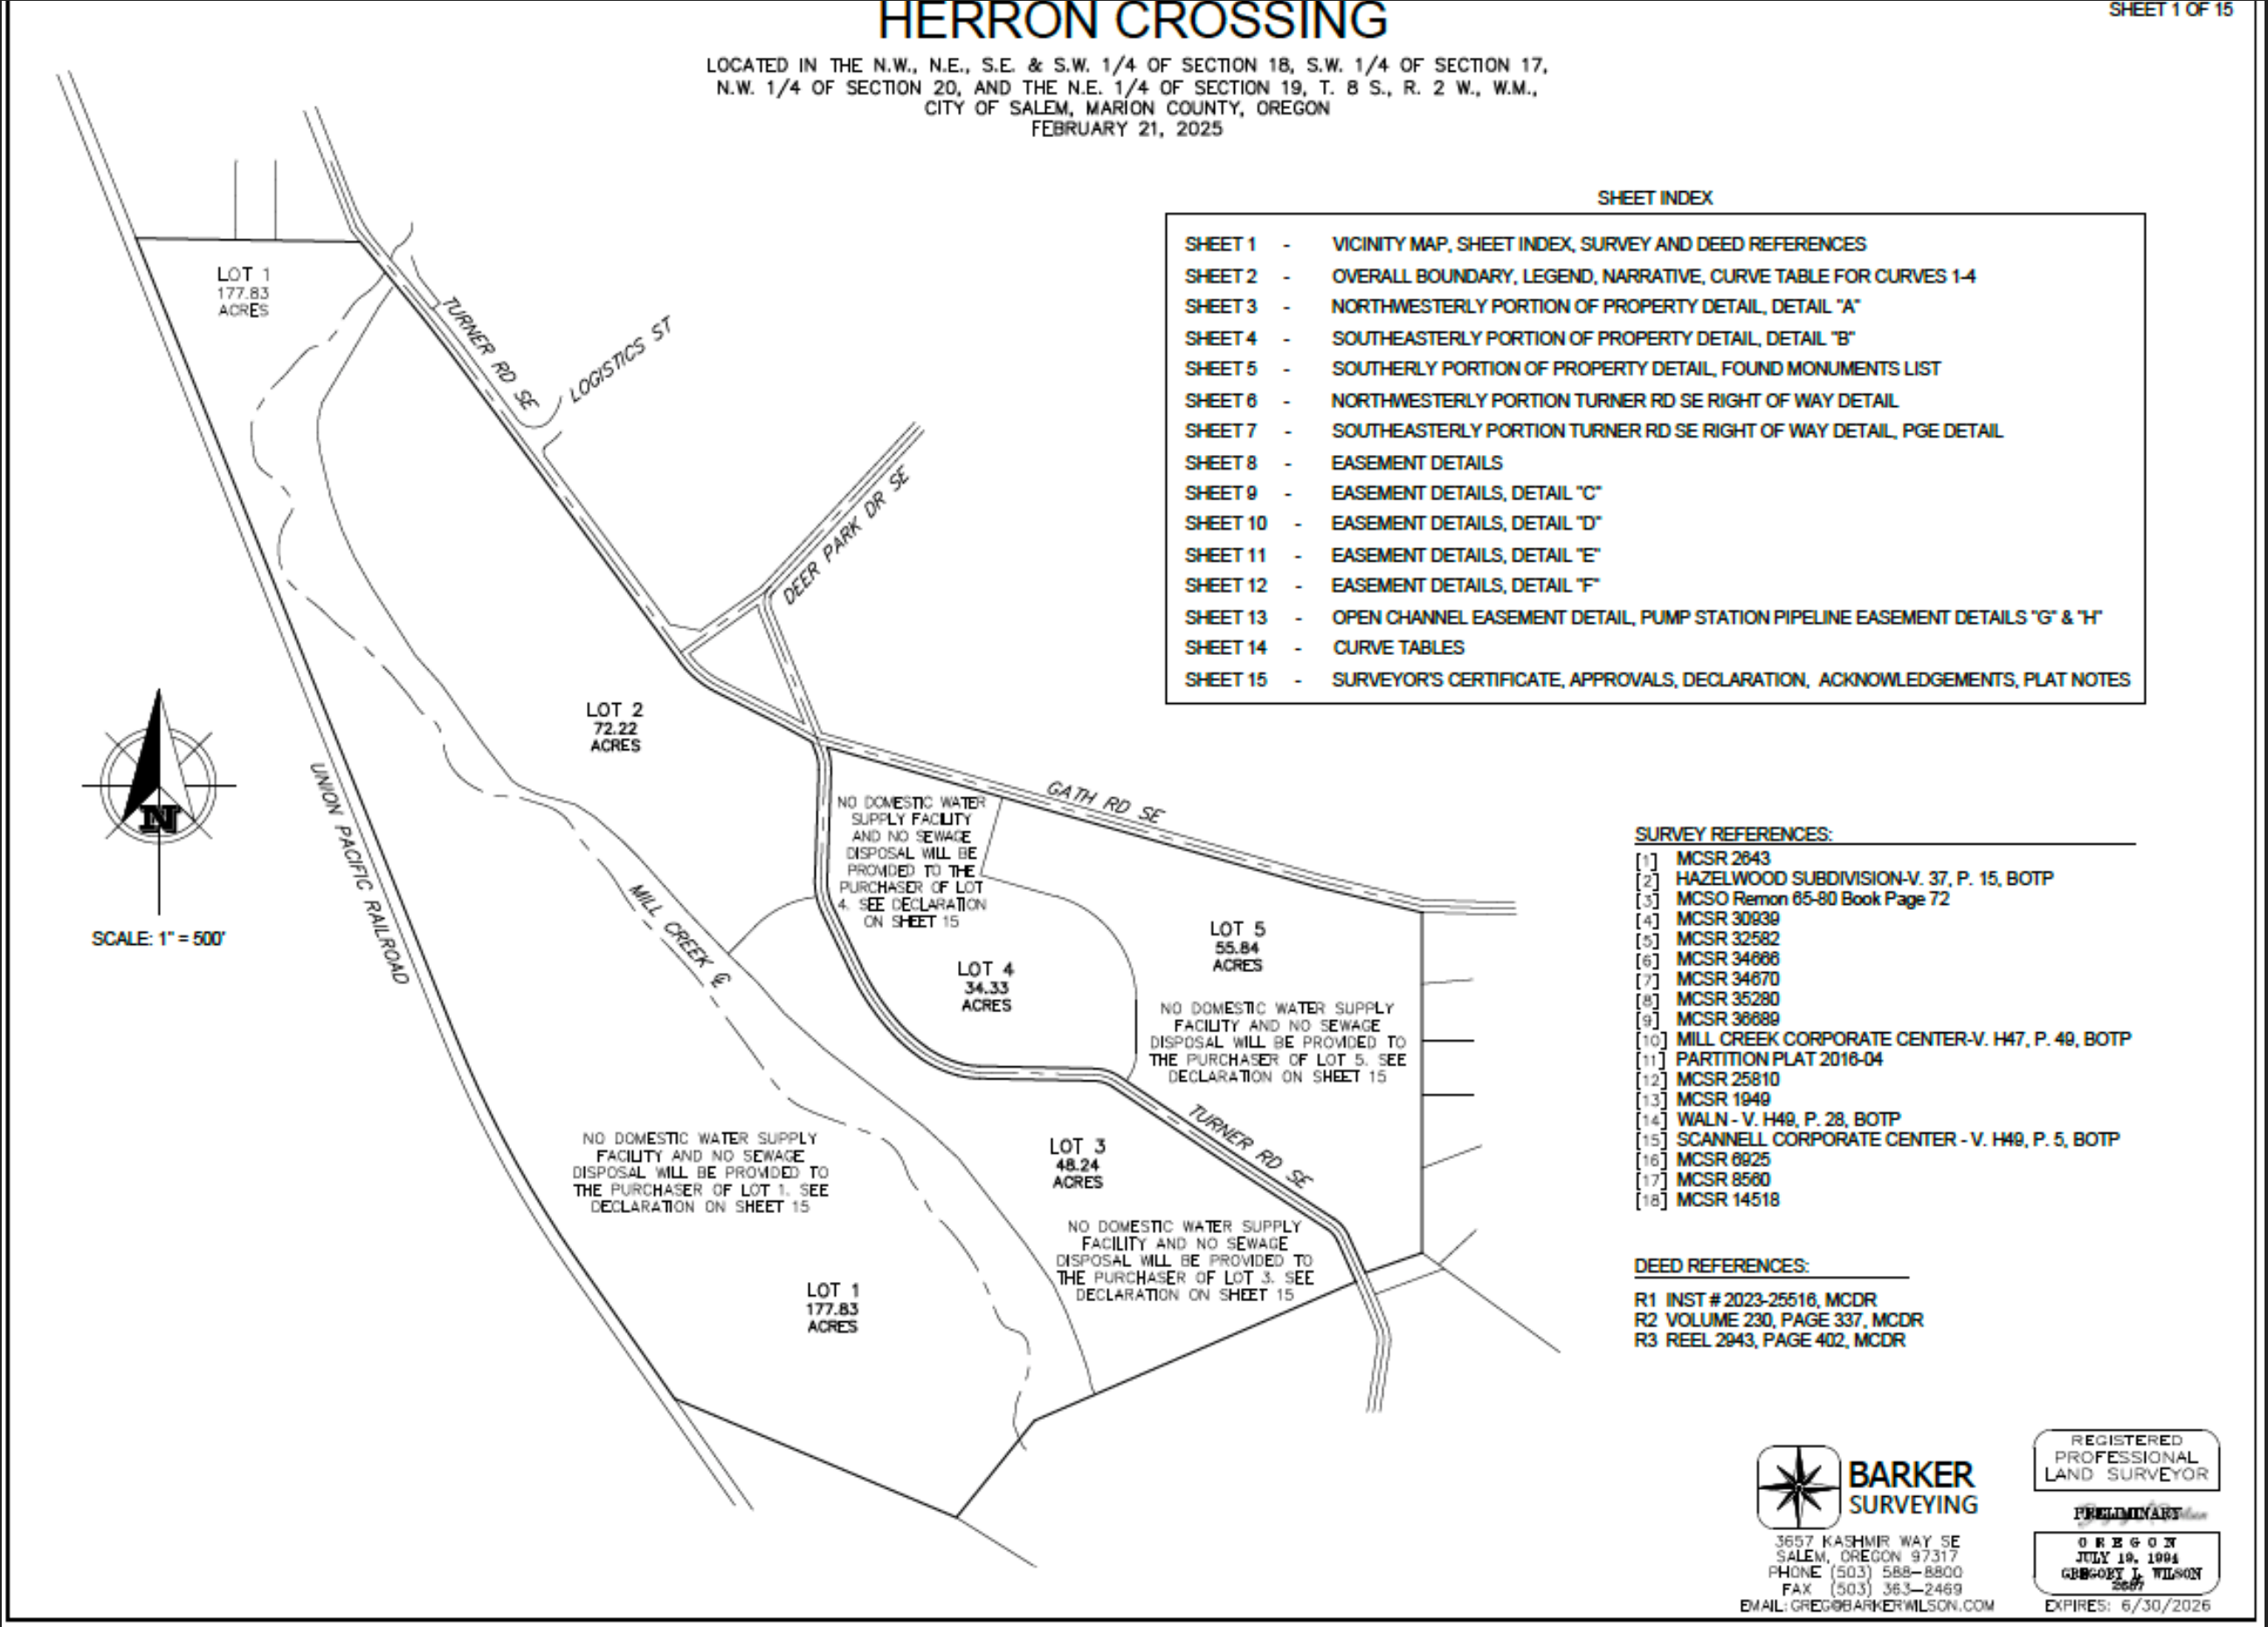 HERRON CROSSING
SHEET 1 OF 15
LOCATED IN THE N.W., N.E., S.E. & S.W. 1/4 OF SECTION 18, S.W. 1/4 OF SECTION 17,
N.W. 1/4 OF SECTION 20, AND THE N.E. 1/4 OF SECTION 19, T. 8 S., R. 2 W., W.M.,
CITY OF SALEM, MARION COUNTY, OREGON
FEBRUARY 21, 2025
SHEET INDEX
SHEET 1 - VICINITY MAP, SHEET INDEX, SURVEY AND DEED REFERENCES
SHEET 2 - OVERALL BOUNDARY, LEGEND, NARRATIVE, CURVE TABLE FOR CURVES 1-4
SHEET 3 - NORTHWESTERLY PORTION OF PROPERTY DETAIL, DETAIL "A"
SHEET 4 - SOUTHEASTERLY PORTION OF PROPERTY DETAIL, DETAIL "B"
SHEET 5 - SOUTHERLY PORTION OF PROPERTY DETAIL, FOUND MONUMENTS LIST
SHEET 6 - NORTHWESTERLY PORTION TURNER RD SE RIGHT OF WAY DETAIL
SHEET 7 - SOUTHEASTERLY PORTION TURNER RD SE RIGHT OF WAY DETAIL, PGE DETAIL
SHEET 8 - EASEMENT DETAILS
SHEET 9 - EASEMENT DETAILS, DETAIL "C"
SHEET 10 - EASEMENT DETAILS, DETAIL "D"
SHEET 11 - EASEMENT DETAILS, DETAIL "E"
SHEET 12 - EASEMENT DETAILS, DETAIL "F"
SHEET 13 - OPEN CHANNEL EASEMENT DETAIL, PUMP STATION PIPELINE EASEMENT DETAILS "G" & "H"
SHEET 14 - CURVE TABLES
SHEET 15 - SURVEYOR'S CERTIFICATE, APPROVALS, DECLARATION, ACKNOWLEDGEMENTS, PLAT NOTES
LOT 1
177.83
ACRES
TURNER RD SE
LOGISTICS ST
DEER PARK DR SE
LOT 2
72.22
ACRES
N
SCALE: 1" = 500'
UNION PACIFIC RAILROAD
GATH RD SE
NO DOMESTIC WATER
SUPPLY FACILITY
AND NO SEWAGE
DISPOSAL WILL BE
PROVIDED TO THE
PURCHASER OF LOT
4. SEE DECLARATION
ON SHEET 15
MILL CREEK ℄
LOT 4
34.33
ACRES
LOT 5
55.84
ACRES
NO DOMESTIC WATER SUPPLY
FACILITY AND NO SEWAGE
DISPOSAL WILL BE PROVIDED TO
THE PURCHASER OF LOT 5. SEE
DECLARATION ON SHEET 15
TURNER RD SE
LOT 3
48.24
ACRES
NO DOMESTIC WATER SUPPLY
FACILITY AND NO SEWAGE
DISPOSAL WILL BE PROVIDED TO
THE PURCHASER OF LOT 3. SEE
DECLARATION ON SHEET 15
NO DOMESTIC WATER SUPPLY
FACILITY AND NO SEWAGE
DISPOSAL WILL BE PROVIDED TO
THE PURCHASER OF LOT 1. SEE
DECLARATION ON SHEET 15
LOT 1
177.83
ACRES
SURVEY REFERENCES:
[1] MCSR 2643
[2] HAZELWOOD SUBDIVISION-V. 37, P. 15, BOTP
[3] MCSO Remon 65-80 Book Page 72
[4] MCSR 30939
[5] MCSR 32582
[6] MCSR 34666
[7] MCSR 34670
[8] MCSR 35280
[9] MCSR 36689
[10] MILL CREEK CORPORATE CENTER-V. H47, P. 49, BOTP
[11] PARTITION PLAT 2016-04
[12] MCSR 25810
[13] MCSR 1949
[14] WALN - V. H49, P. 28, BOTP
[15] SCANNELL CORPORATE CENTER - V. H49, P. 5, BOTP
[16] MCSR 6925
[17] MCSR 8560
[18] MCSR 14518
DEED REFERENCES:
R1 INST # 2023-25516, MCDR
R2 VOLUME 230, PAGE 337, MCDR
R3 REEL 2943, PAGE 402, MCDR
BARKER
SURVEYING
3657 KASHMIR WAY SE
SALEM, OREGON 97317
PHONE (503) 588-8800
FAX (503) 363-2469
EMAIL: GREG@BARKERWILSON.COM
REGISTERED
PROFESSIONAL
LAND SURVEYOR
PRELIMINARY
OREGON
JULY 19, 1994
GREGORY L. WILSON
2687
EXPIRES: 6/30/2026